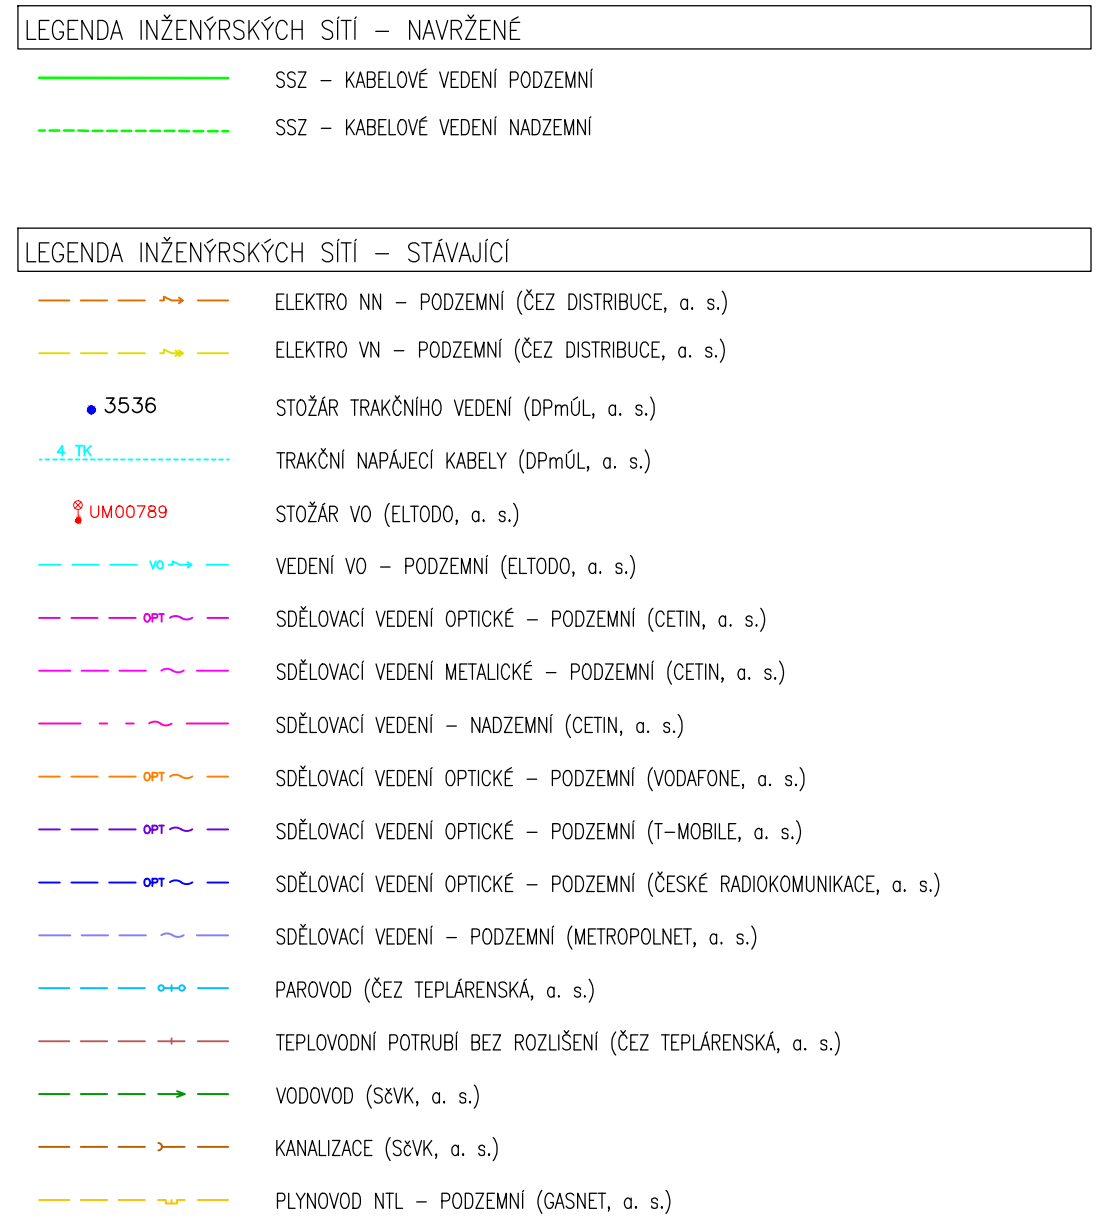 LEGENDA INŽENÝRSKÝCH SÍTÍ – NAVRŽENÉ
SSZ – KABELOVÉ VEDENÍ PODZEMNÍ
SSZ – KABELOVÉ VEDENÍ NADZEMNÍ
LEGENDA INŽENÝRSKÝCH SÍTÍ – STÁVAJÍCÍ
ELEKTRO NN – PODZEMNÍ (ČEZ DISTRIBUCE, a. s.)
ELEKTRO VN – PODZEMNÍ (ČEZ DISTRIBUCE, a. s.)
3536 STOŽÁR TRAKČNÍHO VEDENÍ (DPmÚL, a. s.)
4 TK TRAKČNÍ NAPÁJECÍ KABELY (DPmÚL, a. s.)
UM00789 STOŽÁR VO (ELTODO, a. s.)
VO VEDENÍ VO – PODZEMNÍ (ELTODO, a. s.)
OPT SDĚLOVACÍ VEDENÍ OPTICKÉ – PODZEMNÍ (CETIN, a. s.)
SDĚLOVACÍ VEDENÍ METALICKÉ – PODZEMNÍ (CETIN, a. s.)
SDĚLOVACÍ VEDENÍ – NADZEMNÍ (CETIN, a. s.)
OPT SDĚLOVACÍ VEDENÍ OPTICKÉ – PODZEMNÍ (VODAFONE, a. s.)
OPT SDĚLOVACÍ VEDENÍ OPTICKÉ – PODZEMNÍ (T–MOBILE, a. s.)
OPT SDĚLOVACÍ VEDENÍ OPTICKÉ – PODZEMNÍ (ČESKÉ RADIOKOMUNIKACE, a. s.)
SDĚLOVACÍ VEDENÍ – PODZEMNÍ (METROPOLNET, a. s.)
PAROVOD (ČEZ TEPLÁRENSKÁ, a. s.)
TEPLOVODNÍ POTRUBÍ BEZ ROZLIŠENÍ (ČEZ TEPLÁRENSKÁ, a. s.)
VODOVOD (SčVK, a. s.)
KANALIZACE (SčVK, a. s.)
PLYNOVOD NTL – PODZEMNÍ (GASNET, a. s.)